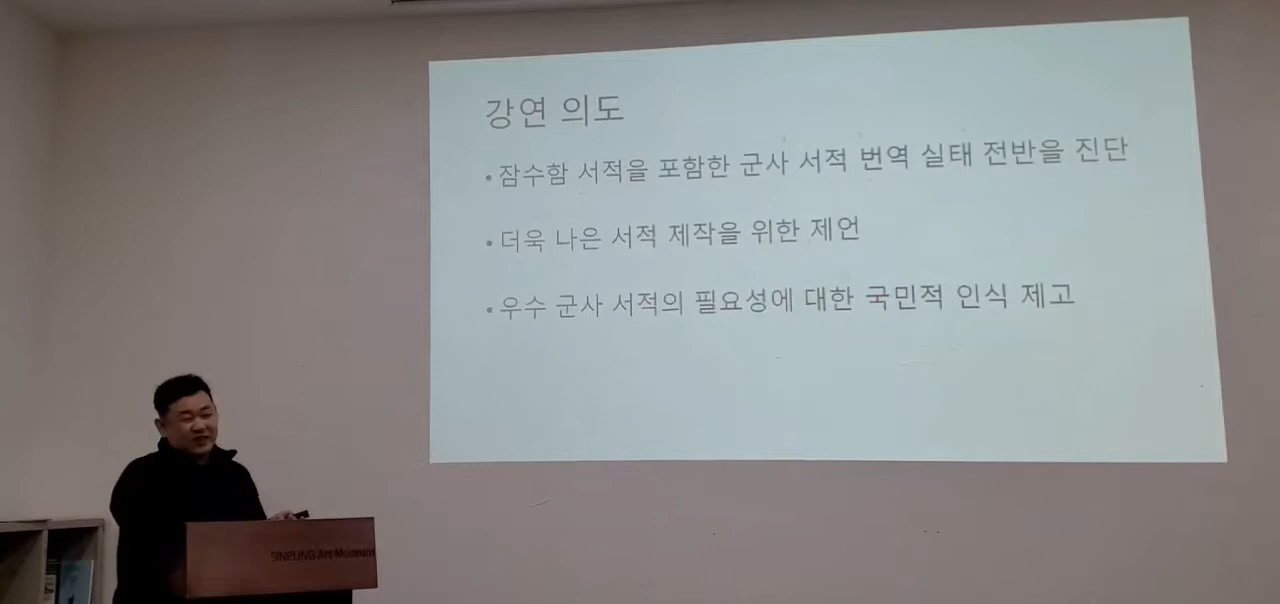 강연 의도
• 잠수함 서적을 포함한 군사 서적 번역 실태 전반을 진단
• 더욱 나은 서적 제작을 위한 제언
• 우수 군사 서적의 필요성에 대한 국민적 인식 제고
Art Museum